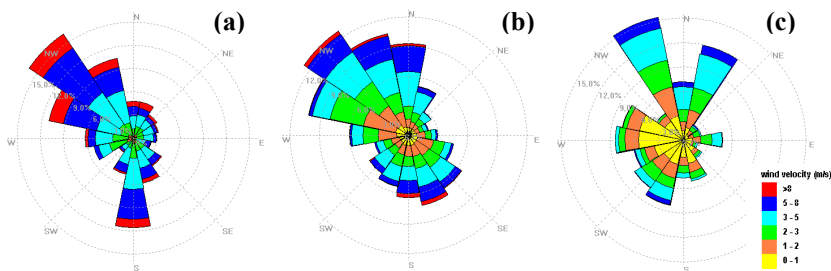 (a)
N
NW
NE
15.0%
12.0%
9.0%
W
E
SW
SE
S
(b)
N
NW
NE
12.0%
W
E
SW
SE
S
(c)
N
NW
NE
15.0%
12.0%
9.0%
W
E
SW
SE
S
wind velocity (m/s)
>8
5 - 8
3 - 5
2 - 3
1 - 2
0 - 1